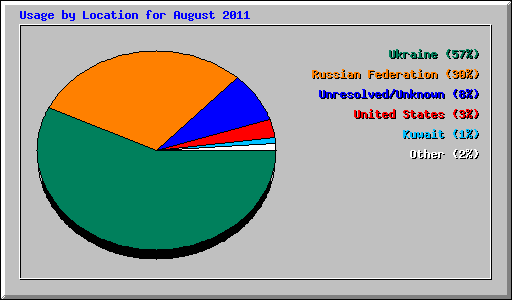 Usage by Location for August 2011
Ukraine (57%)
Russian Federation (30%)
Unresolved/Unknown (8%)
United States (3%)
Kuwait (1%)
Other (2%)